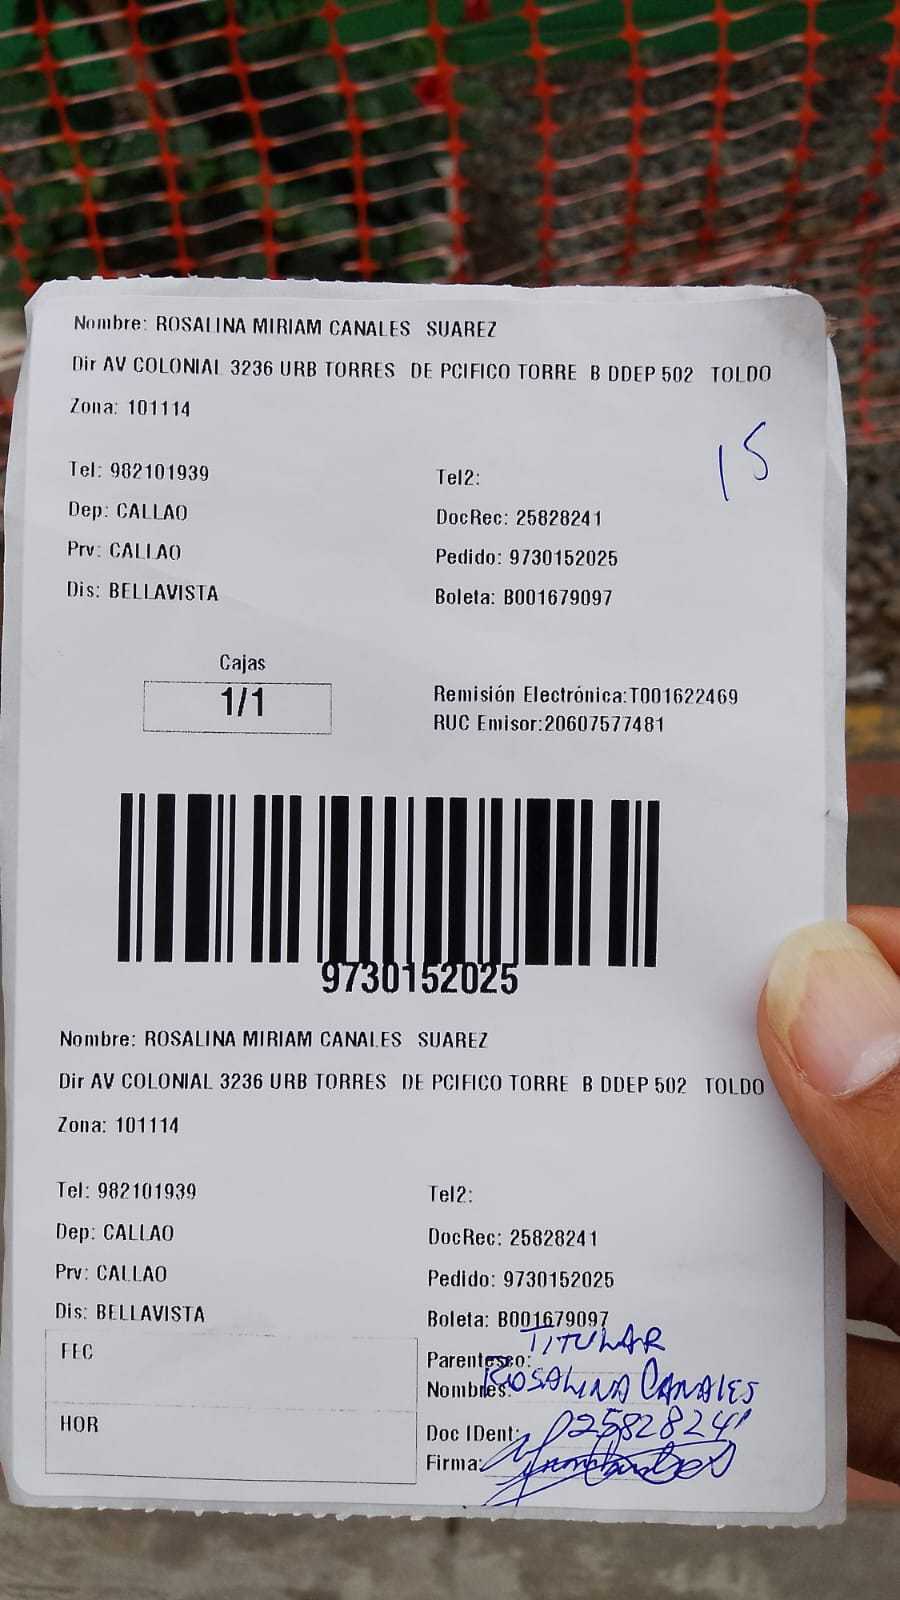 Nombre: ROSALINA MIRIAM CANALES SUAREZ
Dir AV COLONIAL 3236 URB TORRES DE PCIFICO TORRE B DDEP 502 TOLDO
Zona: 101114
15
Tel: 982101939 Tel2:
Dep: CALLAO DocRec: 25828241
Prv: CALLAO Pedido: 9730152025
Dis: BELLAVISTA Boleta: B001679097
Cajas
1/1
Remisión Electrónica:T001622469
RUC Emisor:20607577481
9730152025
Nombre: ROSALINA MIRIAM CANALES SUAREZ
Dir AV COLONIAL 3236 URB TORRES DE PCIFICO TORRE B DDEP 502 TOLDO
Zona: 101114
Tel: 982101939 Tel2:
Dep: CALLAO DocRec: 25828241
Prv: CALLAO Pedido: 9730152025
Dis: BELLAVISTA Boleta: B001679097
FEC
Parentesco: TITULAR
Nombres: ROSALINA CANALES
HOR
Doc IDent: 25828241
Firma: